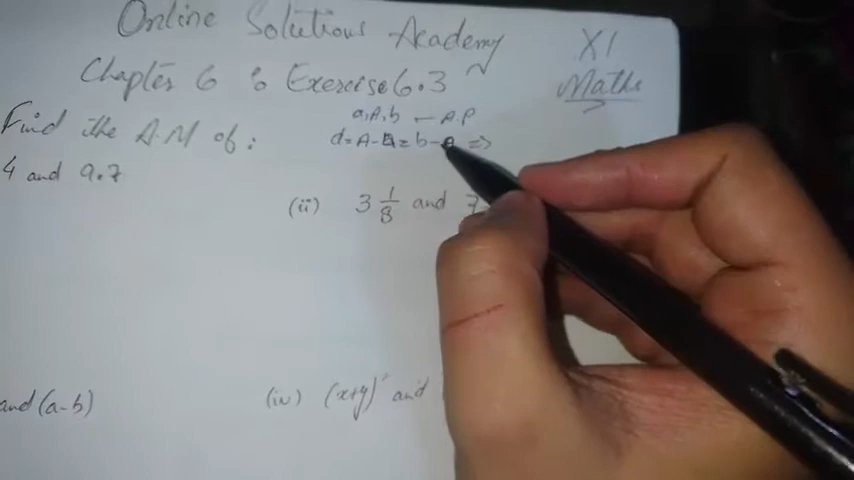 Online Solutions Academy
XI
Chapter 6 : Exercise 6.3
Maths
Find the A.M of:
a, A, b – A.P
d = A-a = b-A =>
4 and 9.7
(ii) 3 1/8 and 7
and (a-b)
(iv) (x+y)² and